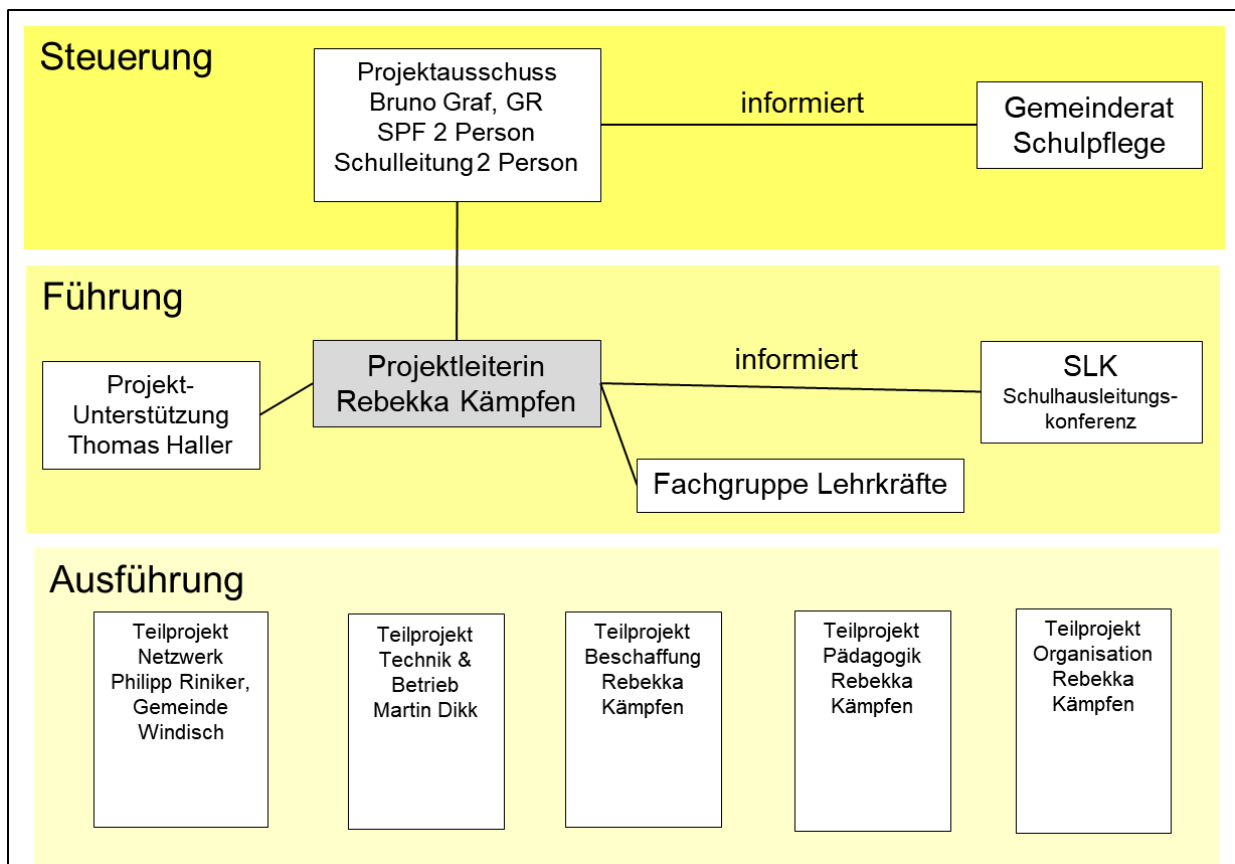 Steuerung
Projektausschuss
Bruno Graf, GR
SPF 2 Person
Schulleitung 2 Person
informiert
Gemeinderat
Schulpflege
Führung
Projekt-
Unterstützung
Thomas Haller
Projektleiterin
Rebekka Kämpfen
informiert
SLK
Schulhausleitungs-
konferenz
Fachgruppe Lehrkräfte
Ausführung
Teilprojekt
Netzwerk
Philipp Riniker,
Gemeinde
Windisch
Teilprojekt
Technik &
Betrieb
Martin Dikk
Teilprojekt
Beschaffung
Rebekka
Kämpfen
Teilprojekt
Pädagogik
Rebekka
Kämpfen
Teilprojekt
Organisation
Rebekka
Kämpfen